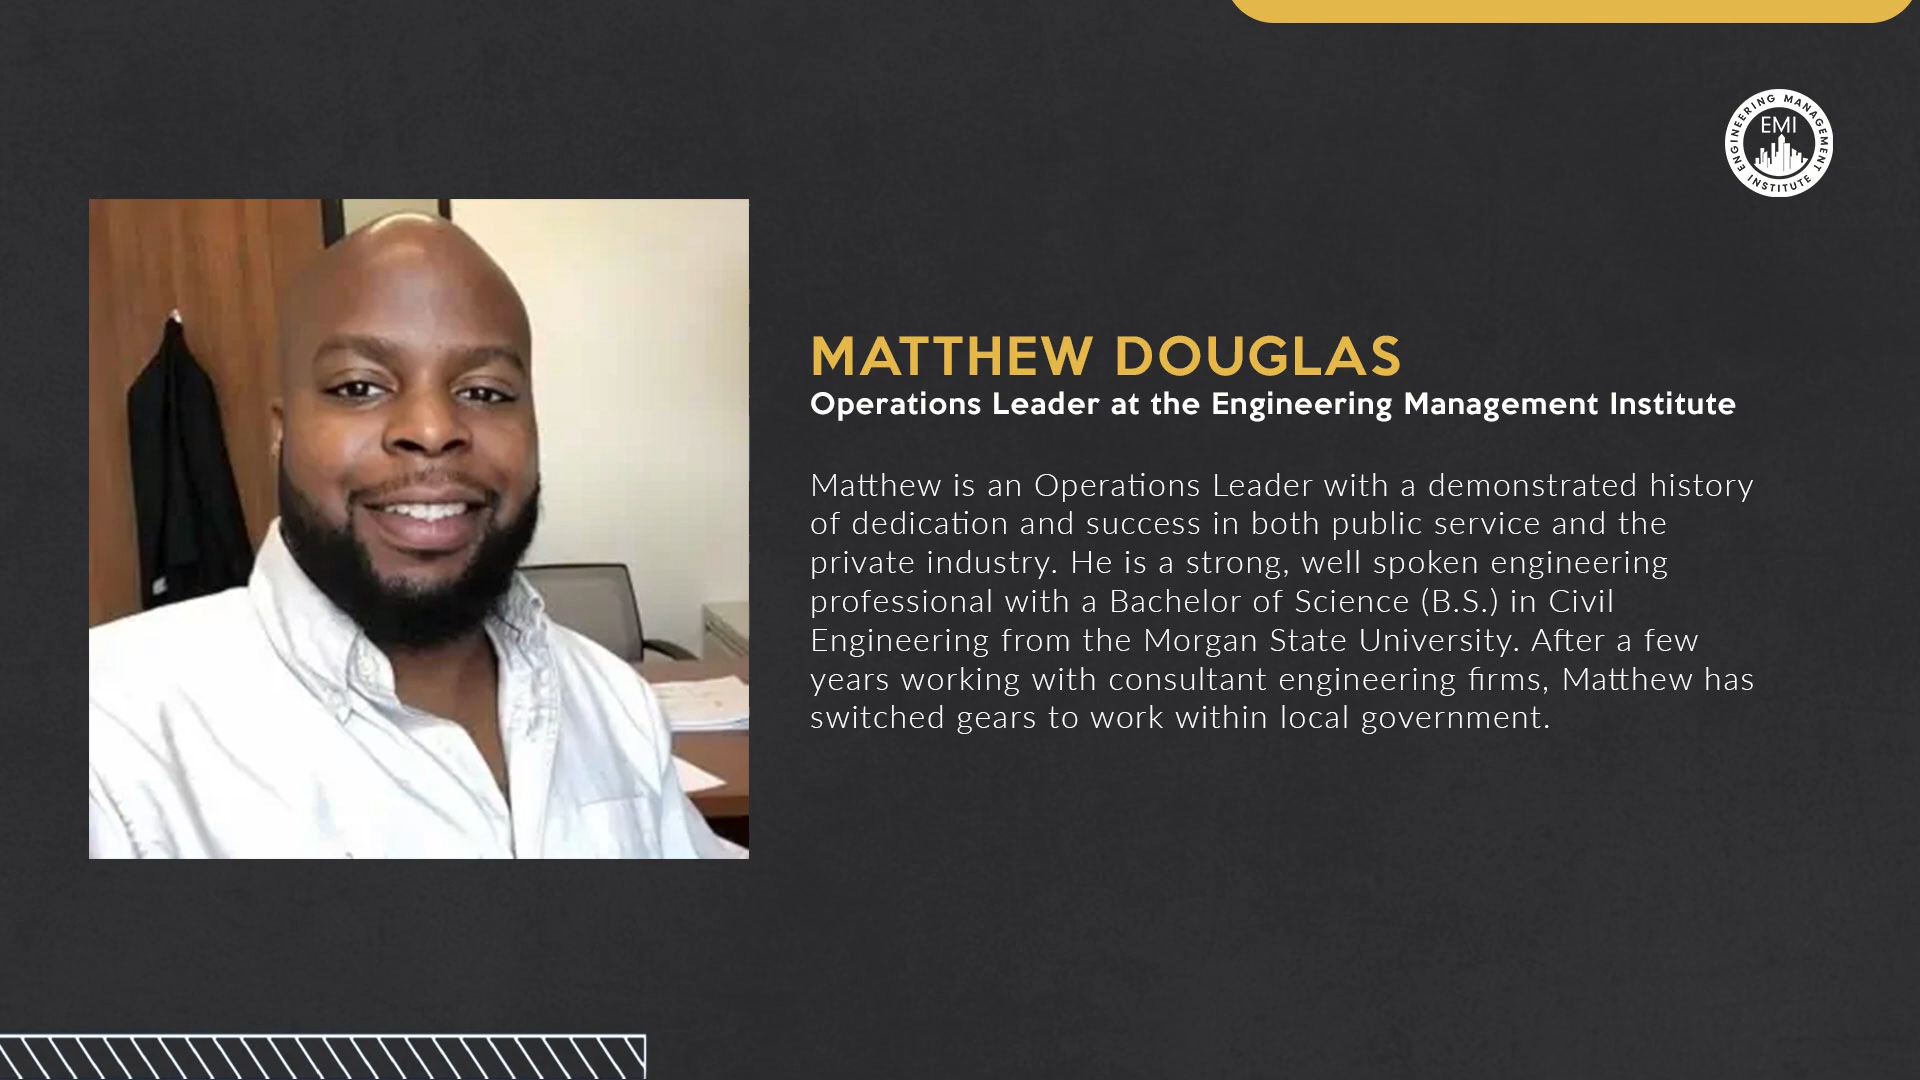 ENGINEERING MANAGEMENT
EMI
INSTITUTE
MATTHEW DOUGLAS
Operations Leader at the Engineering Management Institute
Matthew is an Operations Leader with a demonstrated history
of dedication and success in both public service and the
private industry. He is a strong, well spoken engineering
professional with a Bachelor of Science (B.S.) in Civil
Engineering from the Morgan State University. After a few
years working with consultant engineering firms, Matthew has
switched gears to work within local government.